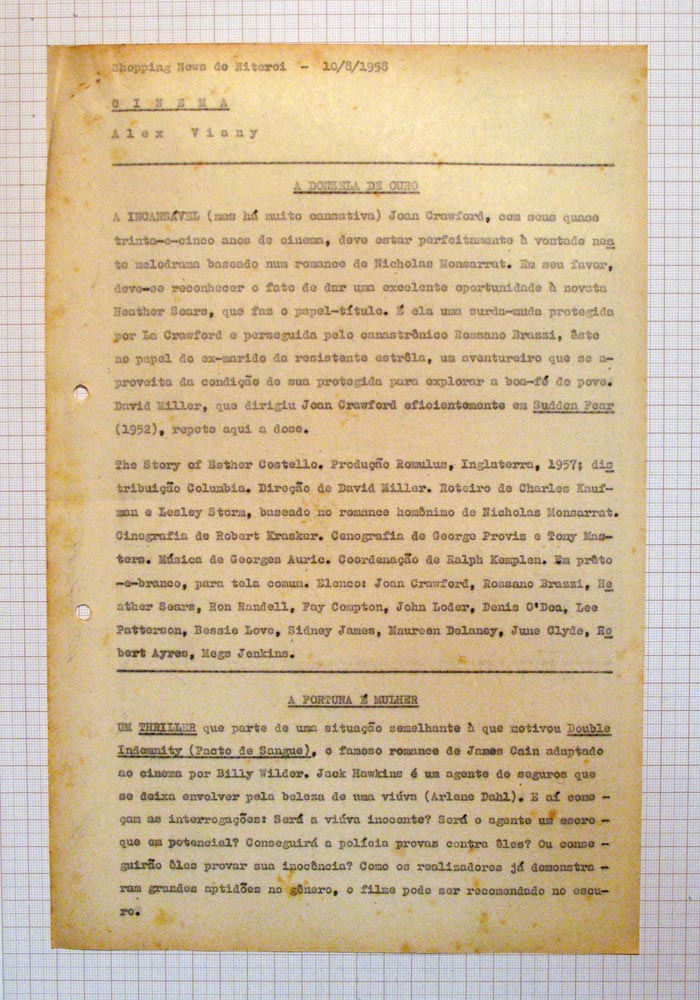 Shopping News de Niteroi - 10/8/1958
C I N E M A
Alex Viany
A DONZELA DE OURO
A INCANSÁVEL (mas há muito cansativa) Joan Crawford, com seus quase
trinta-e-cinco anos de cinema, deve estar perfeitamente à vontade nes
te melodrama baseado num romance de Nicholas Monsarrat. Em seu favor,
deve-se reconhecer o fato de dar uma excelente oportunidade à novata
Heather Sears, que faz o papel-título. É ela uma surda-muda protegida
por La Crawford e perseguida pelo canastrônico Rossano Brazzi, êste
no papel do ex-marido da resistente estrêla, um aventureiro que se a-
proveita da condição de sua protegida para explorar a boa-fé do povo.
David Miller, que dirigiu Joan Crawford eficientemente em Sudden Fear
(1952), repete aqui a dose.
The Story of Esther Costello. Produção Romulus, Inglaterra, 1957; dis
tribuição Columbia. Direção de David Miller. Roteiro de Charles Kauf-
man e Lesley Storm, baseado no romance homônimo de Nicholas Monsarrat.
Cinografia de Robert Krasker. Cenografia de George Provis e Tony Mas-
ters. Música de Georges Auric. Coordenação de Ralph Kemplen. Em prêto
-e-branco, para tela comum. Elenco: Joan Crawford, Rossano Brazzi, He
ather Sears, Ron Randell, Fay Compton, John Loder, Denis O'Dea, Lee
Patterson, Bessie Love, Sidney James, Maureen Delaney, June Clyde, Ro
bert Ayres, Megs Jenkins.
A FORTUNA É MULHER
UM THRILLER que parte de uma situação semelhante à que motivou Double
Indemnity (Pacto de Sangue), o famoso romance de James Cain adaptado
ao cinema por Billy Wilder. Jack Hawkins é um agente de seguros que
se deixa envolver pela beleza de uma viúva (Arlene Dahl). E aí come -
çam as interrogações: Será a viúva inocente? Será o agente um escro -
que em potencial? Conseguirá a polícia provas contra êles? Ou conse -
guirão êles provar sua inocência? Como os realizadores já demonstra -
ram grandes aptidões no gênero, o filme pode ser recomendado no escu-
ro.